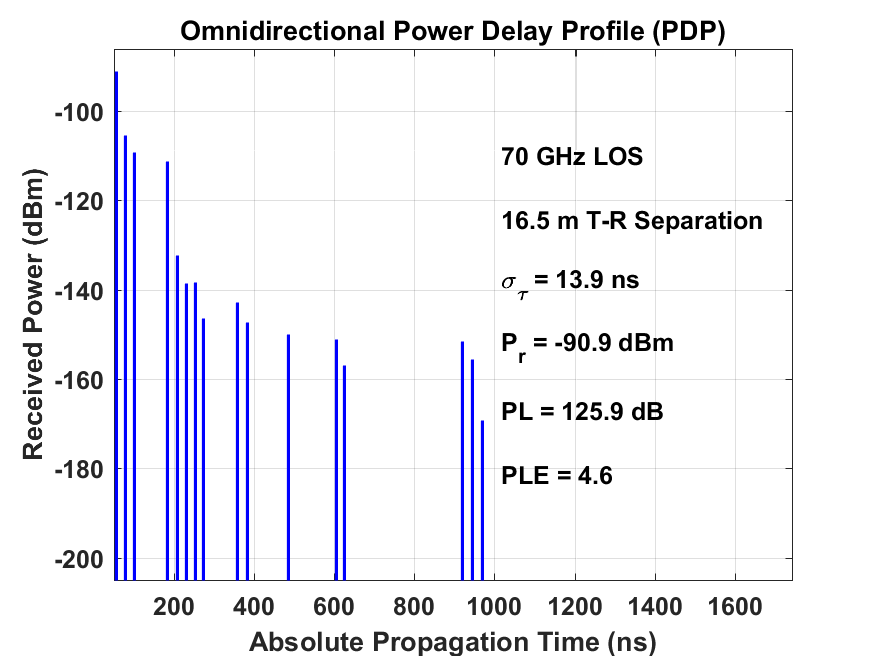 Omnidirectional Power Delay Profile (PDP)
Received Power (dBm)
-100
-120
-140
-160
-180
-200
70 GHz LOS
16.5 m T-R Separation
σ_τ = 13.9 ns
P_r = -90.9 dBm
PL = 125.9 dB
PLE = 4.6
200 400 600 800 1000 1200 1400 1600
Absolute Propagation Time (ns)